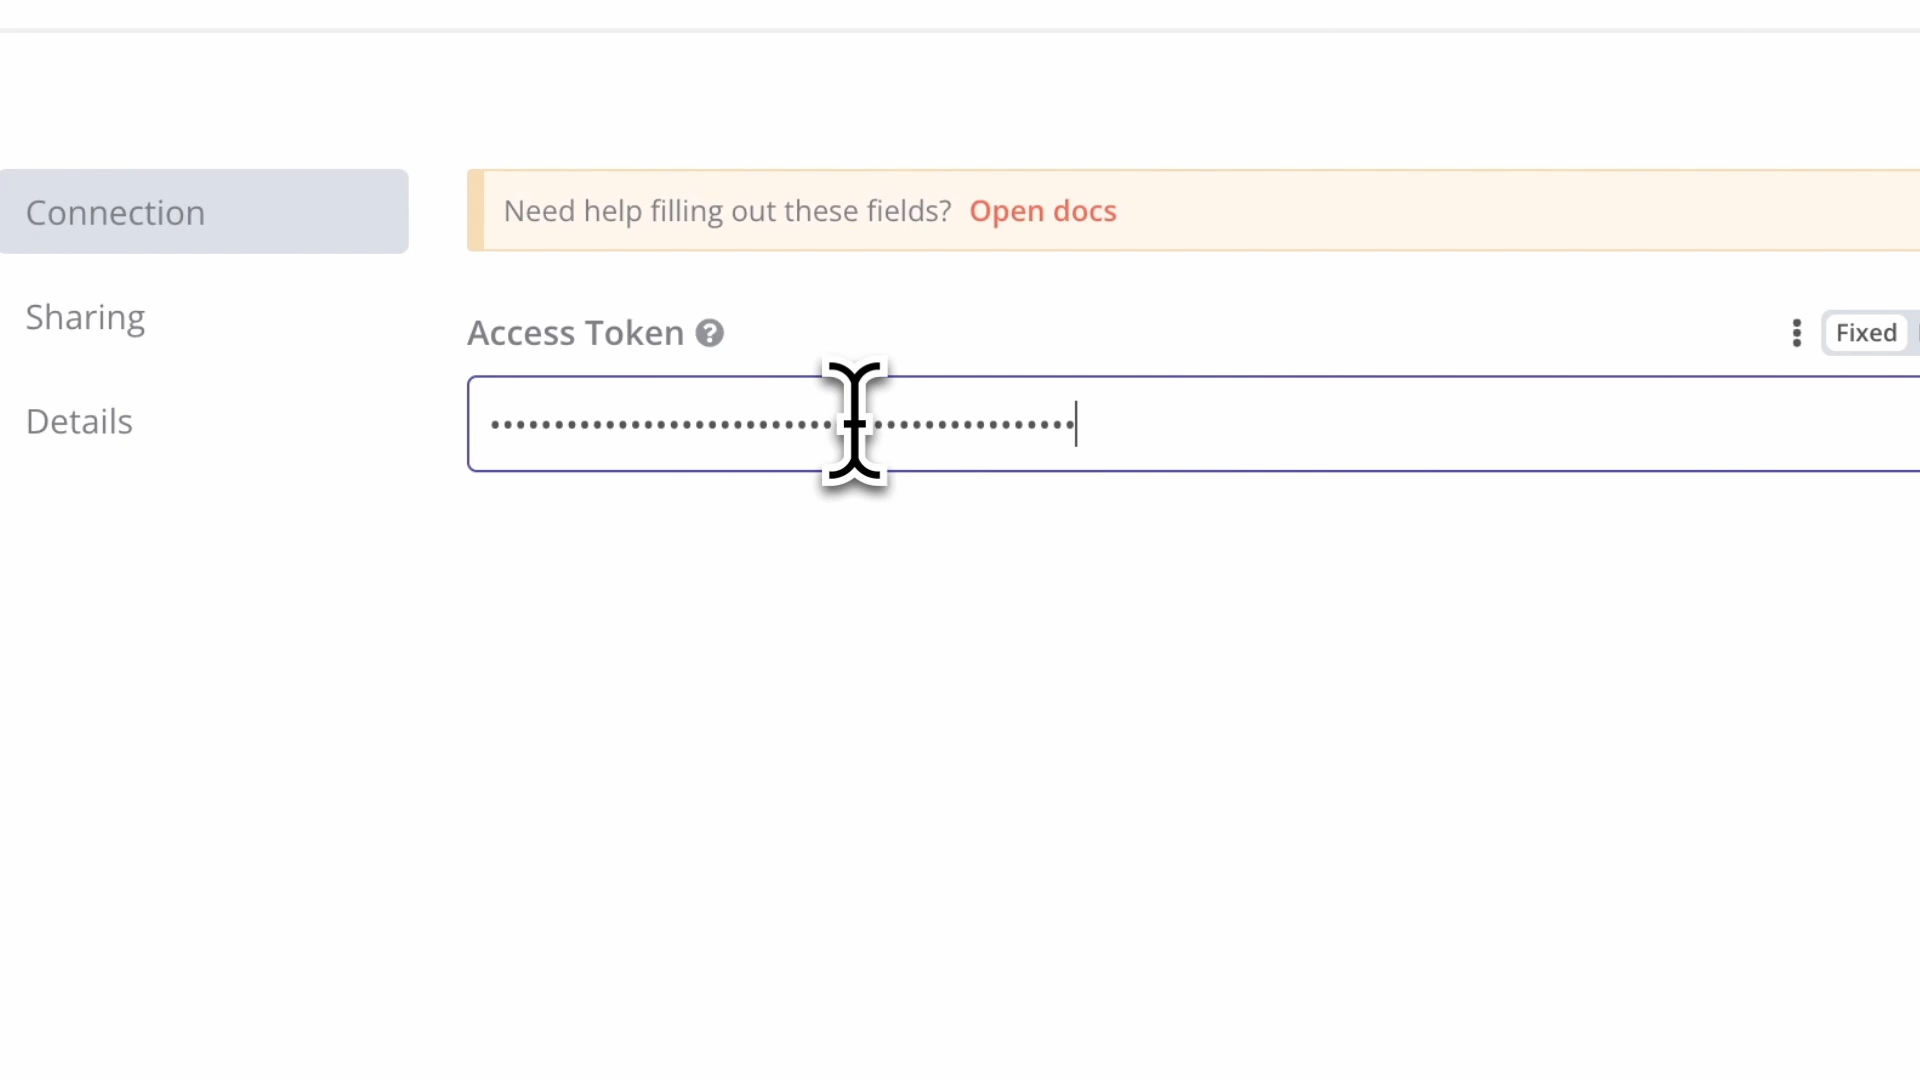 Connection
Need help filling out these fields? Open docs
Sharing
Access Token
Fixed
Details